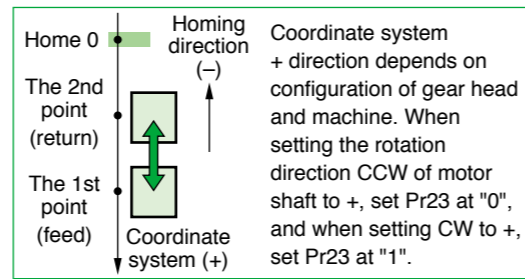 Home 0
Homing
direction
(–)
The 2nd
point
(return)
The 1st
point
(feed)
Coordinate
system (+)
Coordinate system
+ direction depends on
configuration of gear head
and machine. When
setting the rotation
direction CCW of motor
shaft to +, set Pr23 at "0",
and when setting CW to +,
set Pr23 at "1".